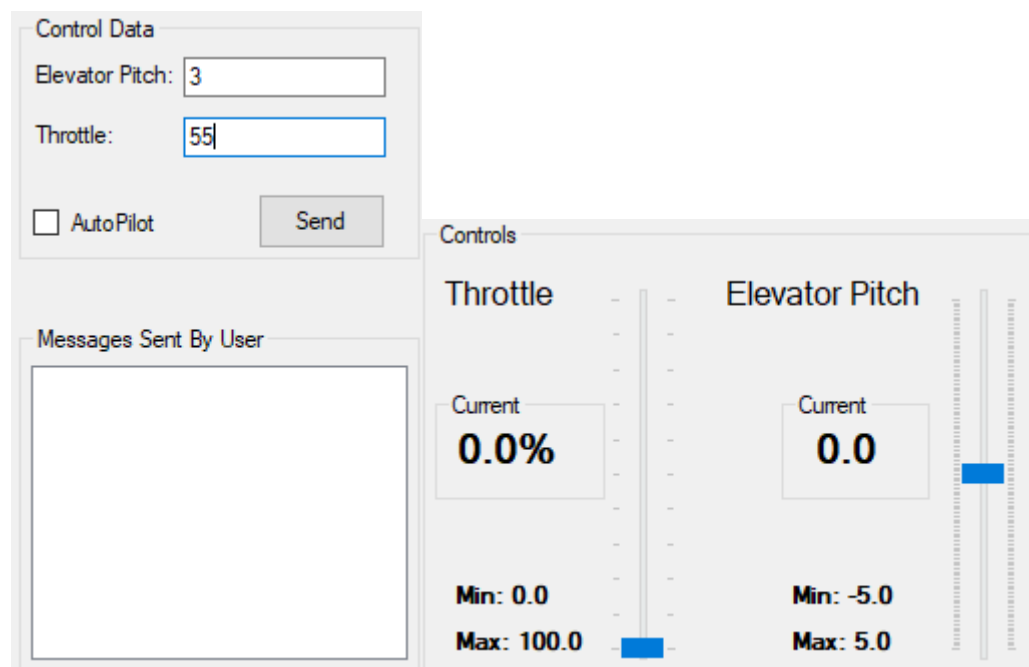 Control Data
Elevator Pitch: 3
Throttle: 55
AutoPilot Send
Messages Sent By User
Controls
Throttle Elevator Pitch
Current Current
0.0% 0.0
Min: 0.0 Min: -5.0
Max: 100.0 Max: 5.0